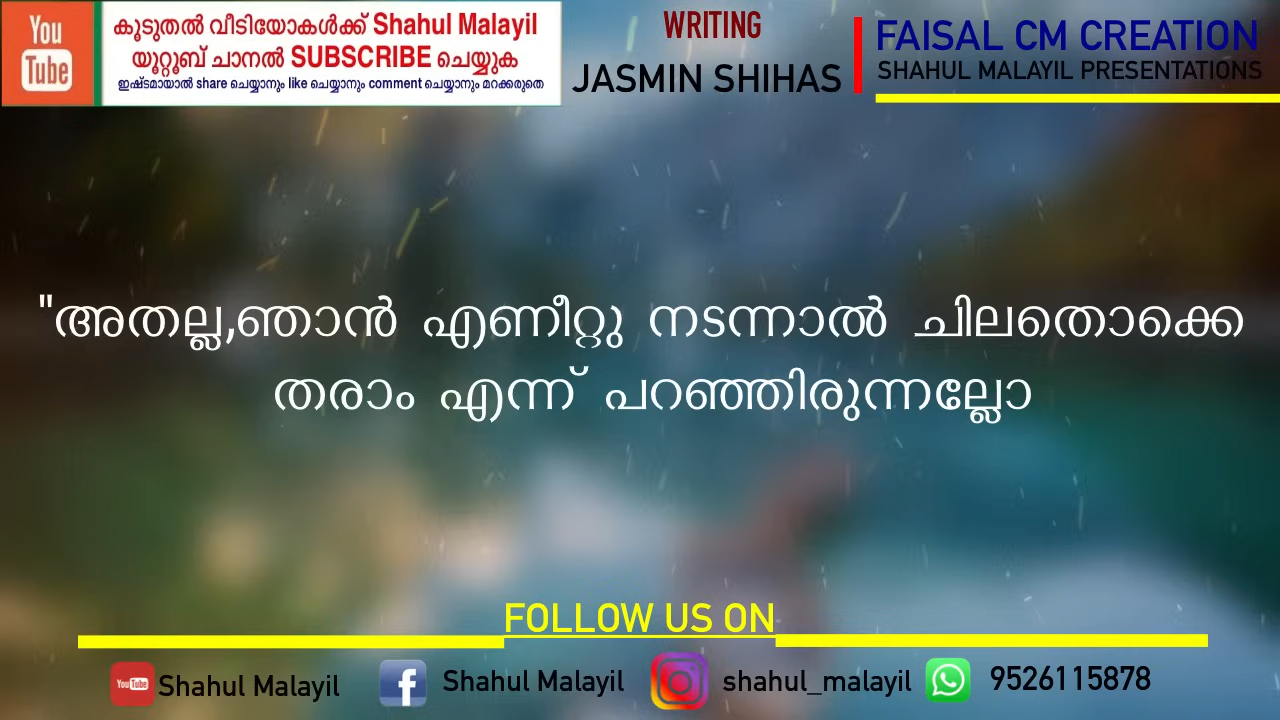 You
Tube
കൂടുതൽ വീടിയോകൾക്ക് Shahul Malayil
യൂറ്റൂബ് ചാനൽ SUBSCRIBE ചെയ്യുക
ഇഷ്ടമായാൽ share ചെയ്യാനും like ചെയ്യാനും comment ചെയ്യാനും മറക്കരുതെ
WRITING
JASMIN SHIHAS
FAISAL CM CREATION
SHAHUL MALAYIL PRESENTATIONS
"അതല്ല,ഞാൻ എണീറ്റു നടന്നാൽ ചിലതൊക്കെ
തരാം എന്ന് പറഞ്ഞിരുന്നല്ലോ
FOLLOW US ON
YouTube Shahul Malayil
Shahul Malayil
shahul_malayil
9526115878